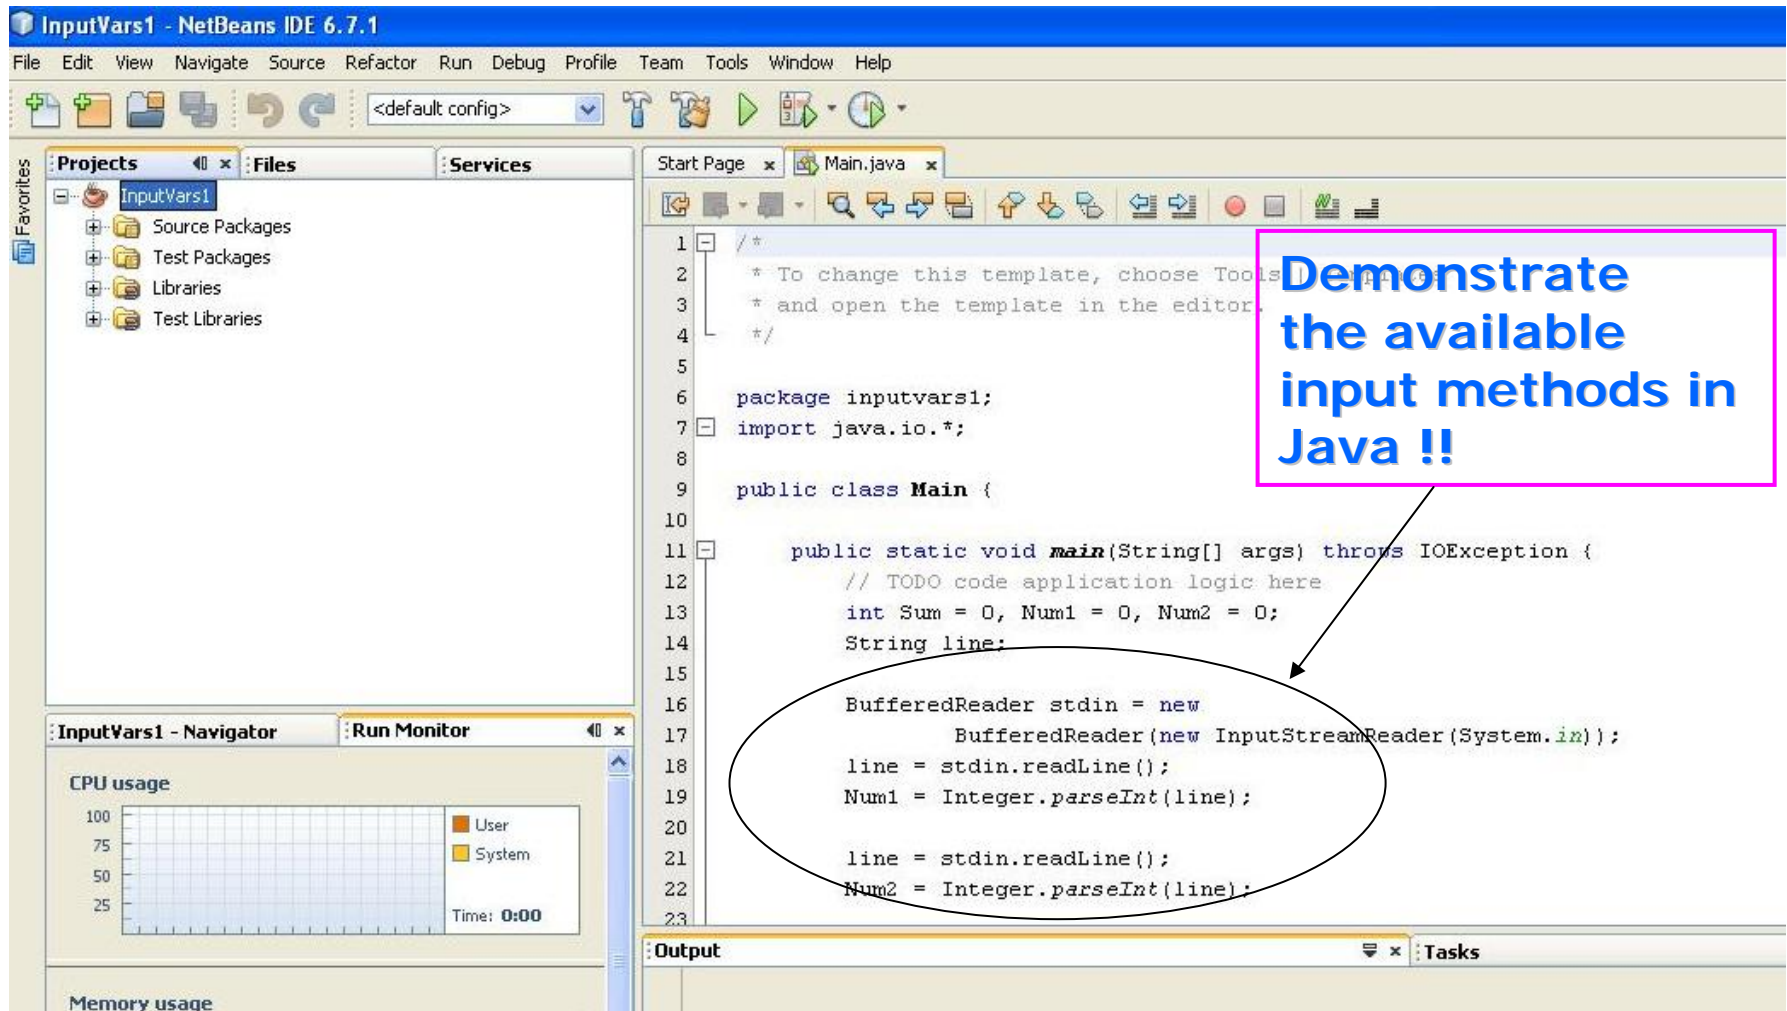 InputVars1 - NetBeans IDE 6.7.1
File Edit View Navigate Source Refactor Run Debug Profile Team Tools Window Help
<default config>
Favorites
Projects
Files
Services
InputVars1
Source Packages
Test Packages
Libraries
Test Libraries
InputVars1 - Navigator
Run Monitor
CPU usage
100
75
50
25
User
System
Time: 0:00
Memory usage
Start Page
Main.java
1 /*
2 * To change this template, choose Tools
3 * and open the template in the editor.
4 */
5
6 package inputvars1;
7 import java.io.*;
8
9 public class Main {
10
11 public static void main(String[] args) throws IOException {
12 // TODO code application logic here
13 int Sum = 0, Num1 = 0, Num2 = 0;
14 String line;
15
16 BufferedReader stdin = new
17 BufferedReader(new InputStreamReader(System.in));
18 line = stdin.readLine();
19 Num1 = Integer.parseInt(line);
20
21 line = stdin.readLine();
22 Num2 = Integer.parseInt(line);
23
Demonstrate
the available
input methods in
Java !!
Output
Tasks